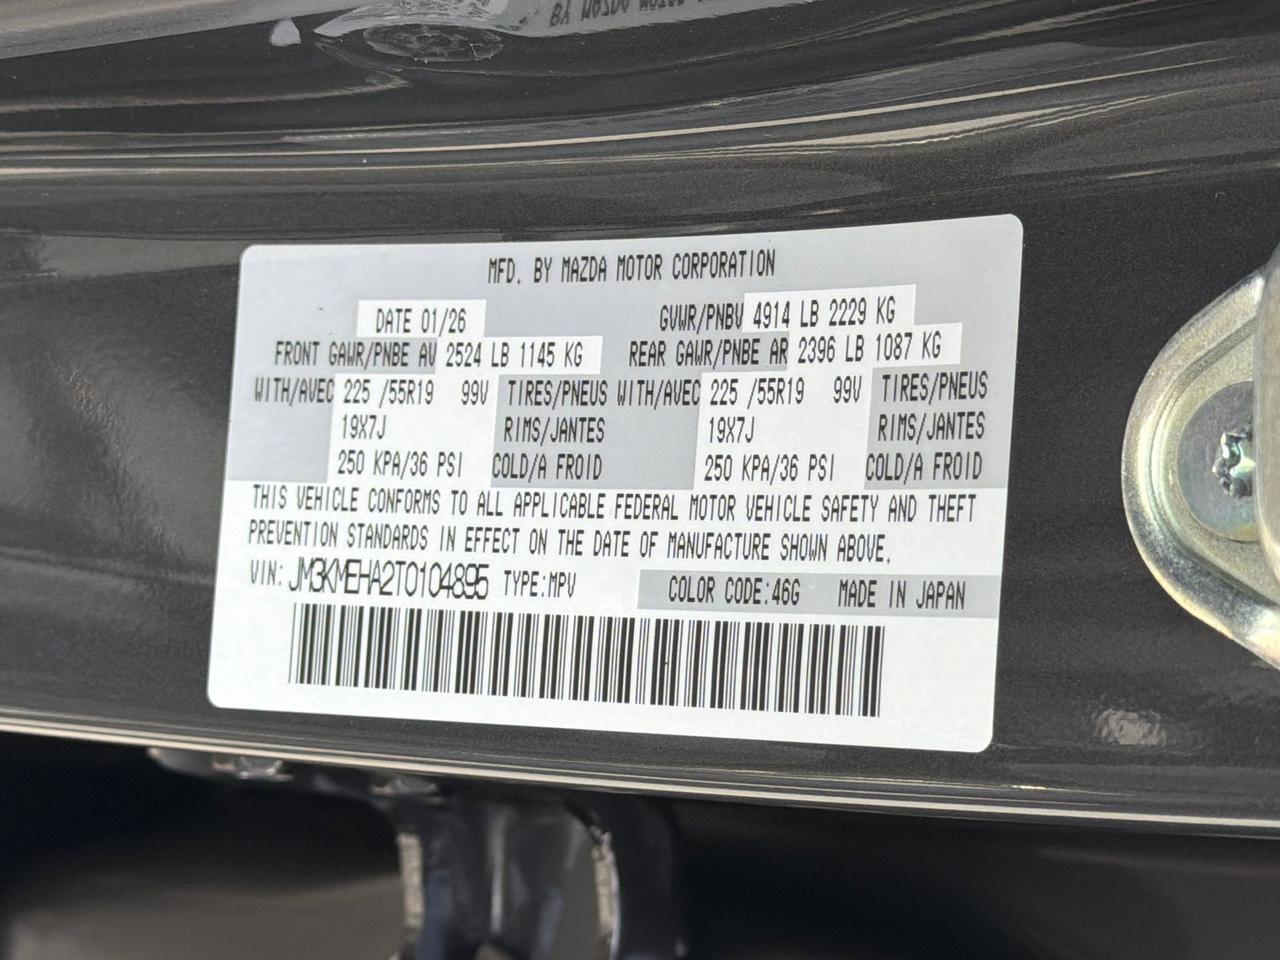 MFD. BY MAZDA MOTOR CORPORATION
DATE 01/26 GVWR/PNBV 4914 LB 2229 KG
FRONT GAWR/PNBE AV 2524 LB 1145 KG REAR GAWR/PNBE AR 2396 LB 1087 KG
WITH/AVEC 225 /55R19 99V TIRES/PNEUS WITH/AVEC 225 /55R19 99V TIRES/PNEUS
19X7J RIMS/JANTES 19X7J RIMS/JANTES
250 KPA/36 PSI COLD/A FROID 250 KPA/36 PSI COLD/A FROID
THIS VEHICLE CONFORMS TO ALL APPLICABLE FEDERAL MOTOR VEHICLE SAFETY AND THEFT
PREVENTION STANDARDS IN EFFECT ON THE DATE OF MANUFACTURE SHOWN ABOVE.
VIN: JM3KMEHA2T0104895 TYPE:MPV COLOR CODE:46G MADE IN JAPAN